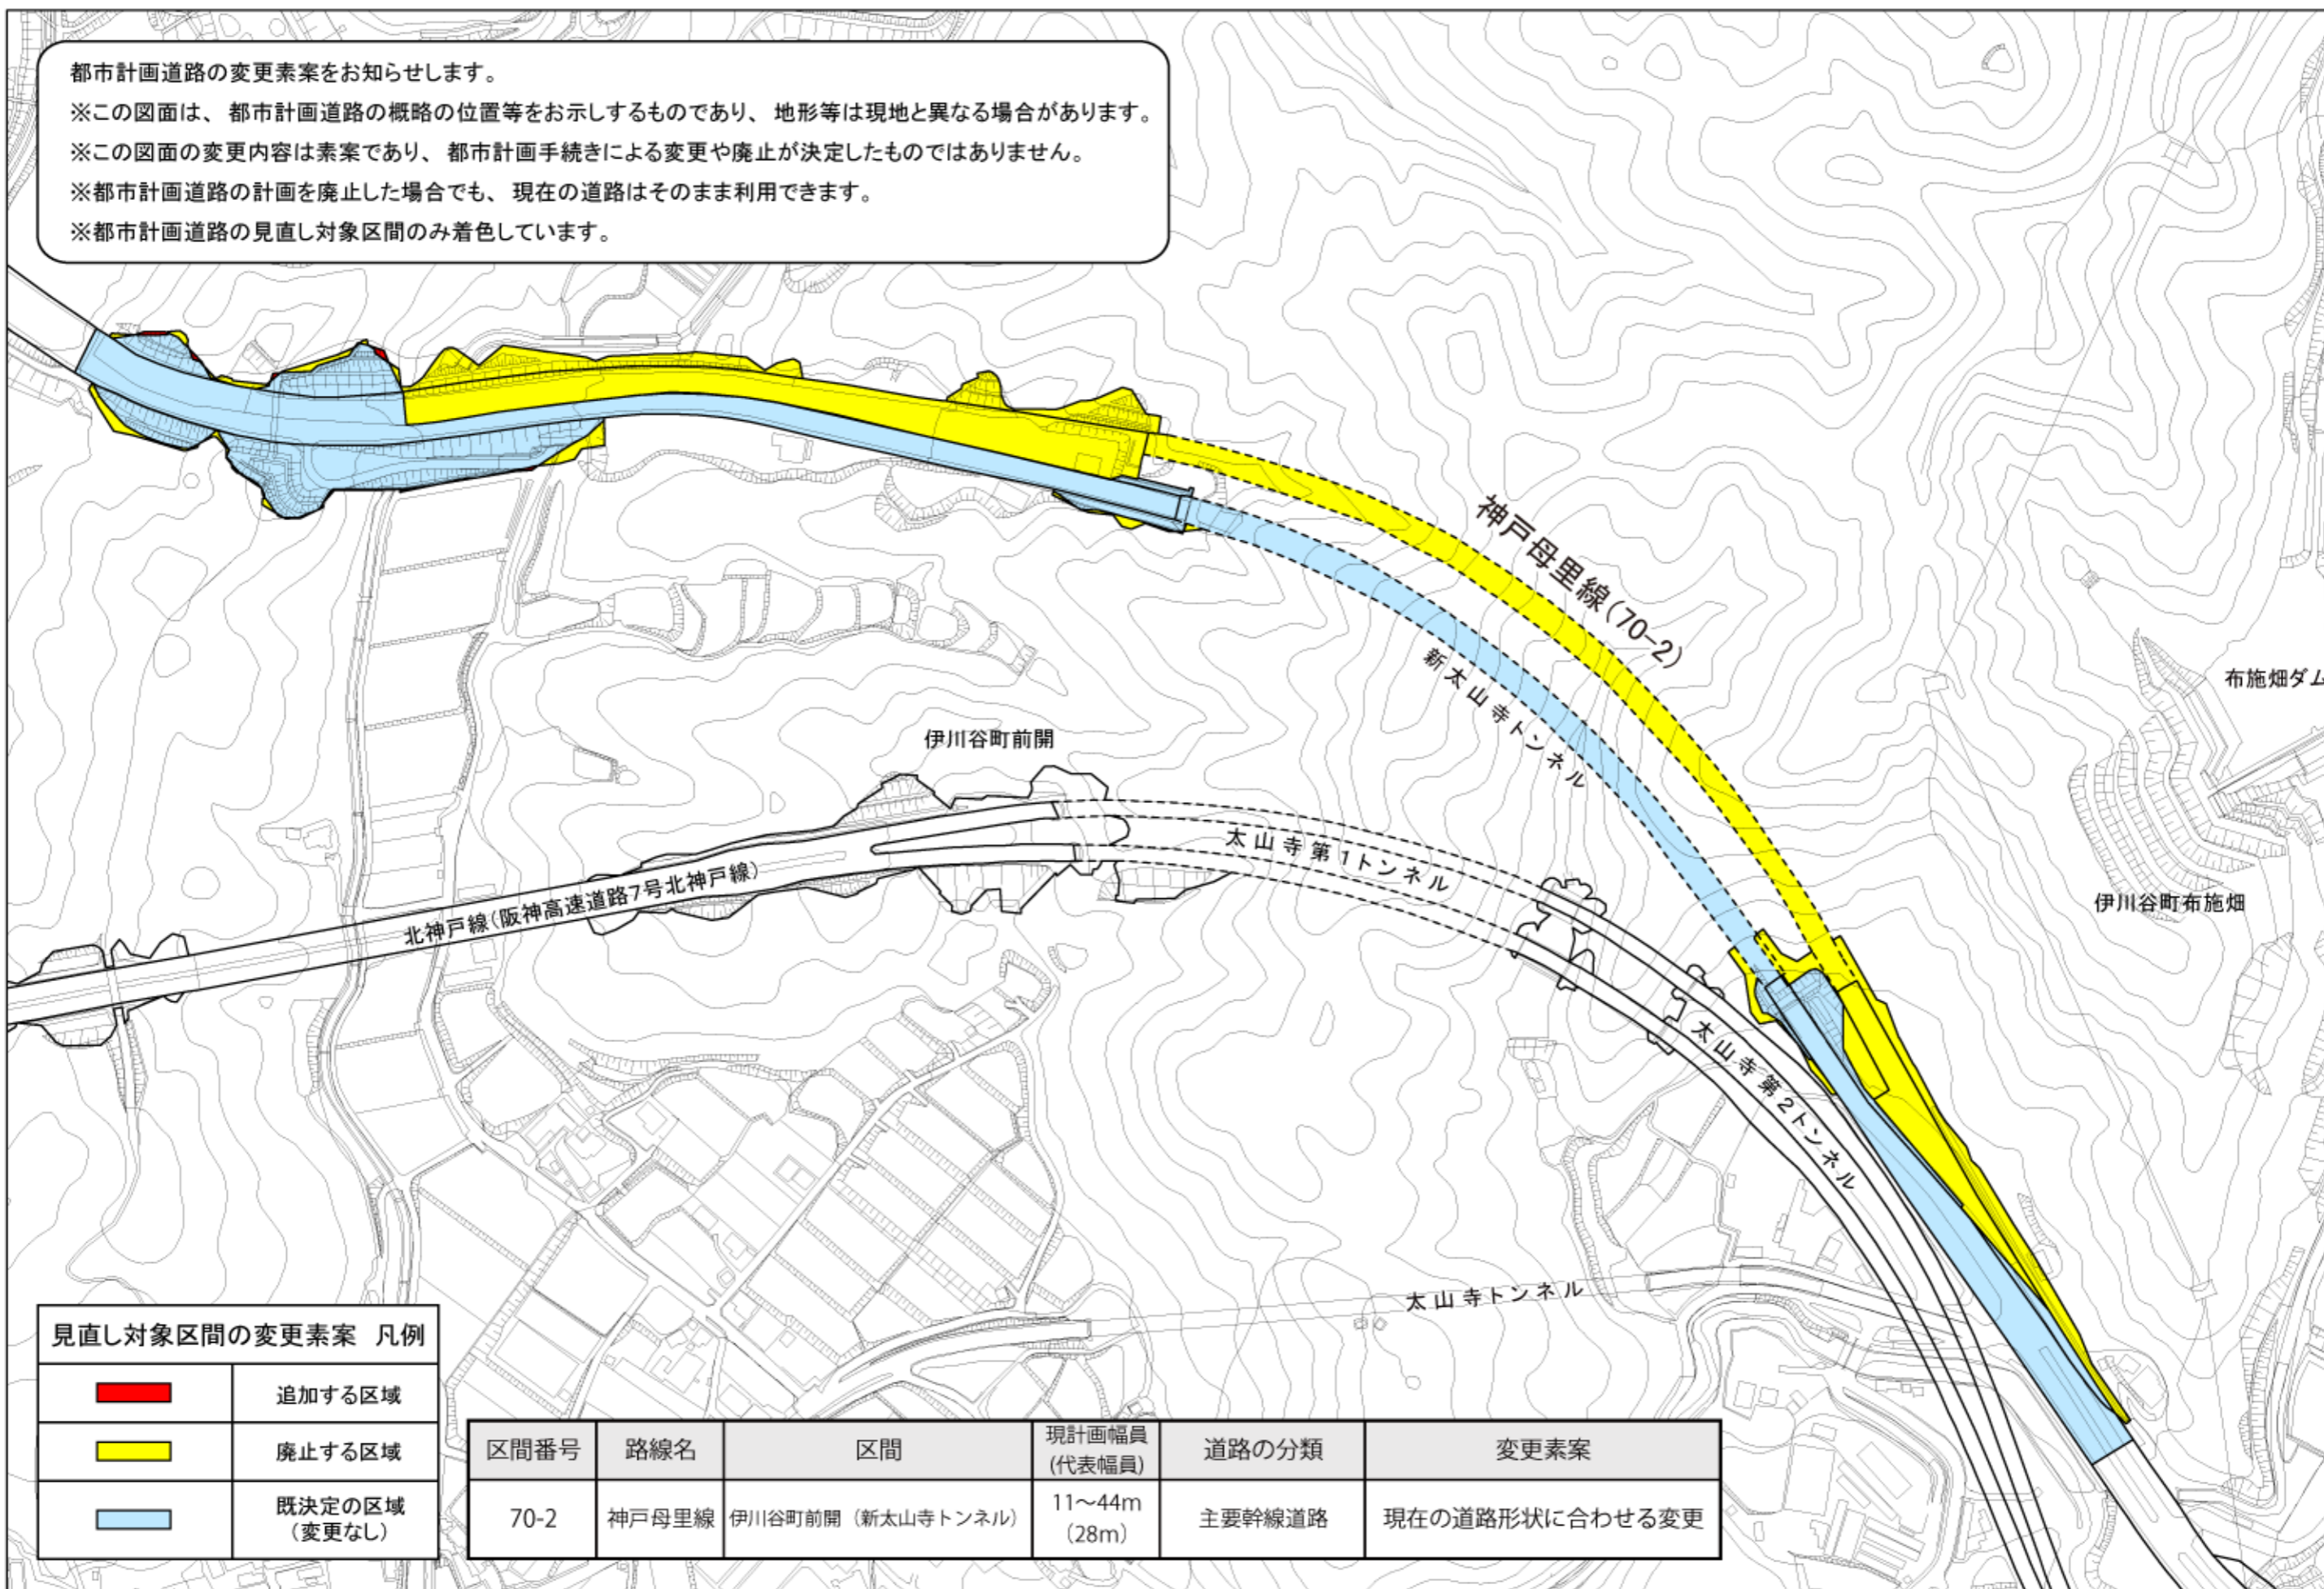 都市計画道路の変更素案をお知らせします。
※この図面は、都市計画道路の概略の位置等をお示しするものであり、地形等は現地と異なる場合があります。
※この図面の変更内容は素案であり、都市計画手続きによる変更や廃止が決定したものではありません。
※都市計画道路の計画を廃止した場合でも、現在の道路はそのまま利用できます。
※都市計画道路の見直し対象区間のみ着色しています。
神戸母里線(70-2)
新太山寺トンネル
布施畑ダム
伊川谷町前開
太山寺第1トンネル
北神戸線(阪神高速道路7号北神戸線)
伊川谷町布施畑
太山寺第2トンネル
太山寺トンネル
見直し対象区間の変更素案 凡例
追加する区域
廃止する区域
既決定の区域
(変更なし)
区間番号 路線名 区間 現計画幅員 (代表幅員) 道路の分類 変更素案
70-2 神戸母里線 伊川谷町前開(新太山寺トンネル) 11～44m (28m) 主要幹線道路 現在の道路形状に合わせる変更